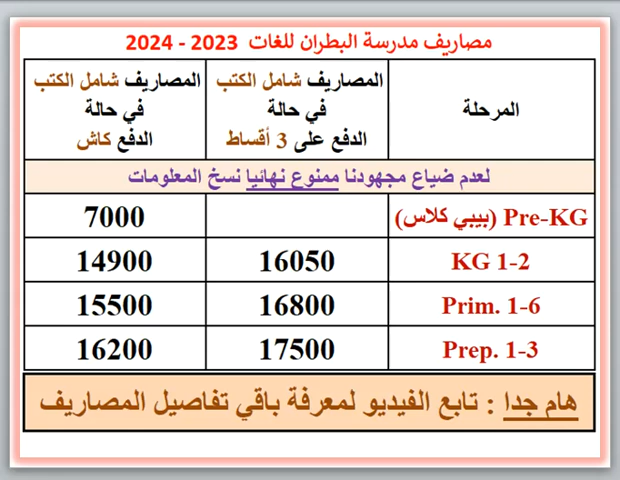 مصاريف مدرسة البطران للغات 2023 - 2024
المرحلة
المصاريف شامل الكتب
في حالة
الدفع على 3 أقساط
المصاريف شامل الكتب
في حالة
الدفع كاش
لعدم ضياع مجهودنا ممنوع نهائيا نسخ المعلومات
Pre-KG (بيبي كلاس) 7000
KG 1-2 16050 14900
Prim. 1-6 16800 15500
Prep. 1-3 17500 16200
هام جدا : تابع الفيديو لمعرفة باقي تفاصيل المصاريف